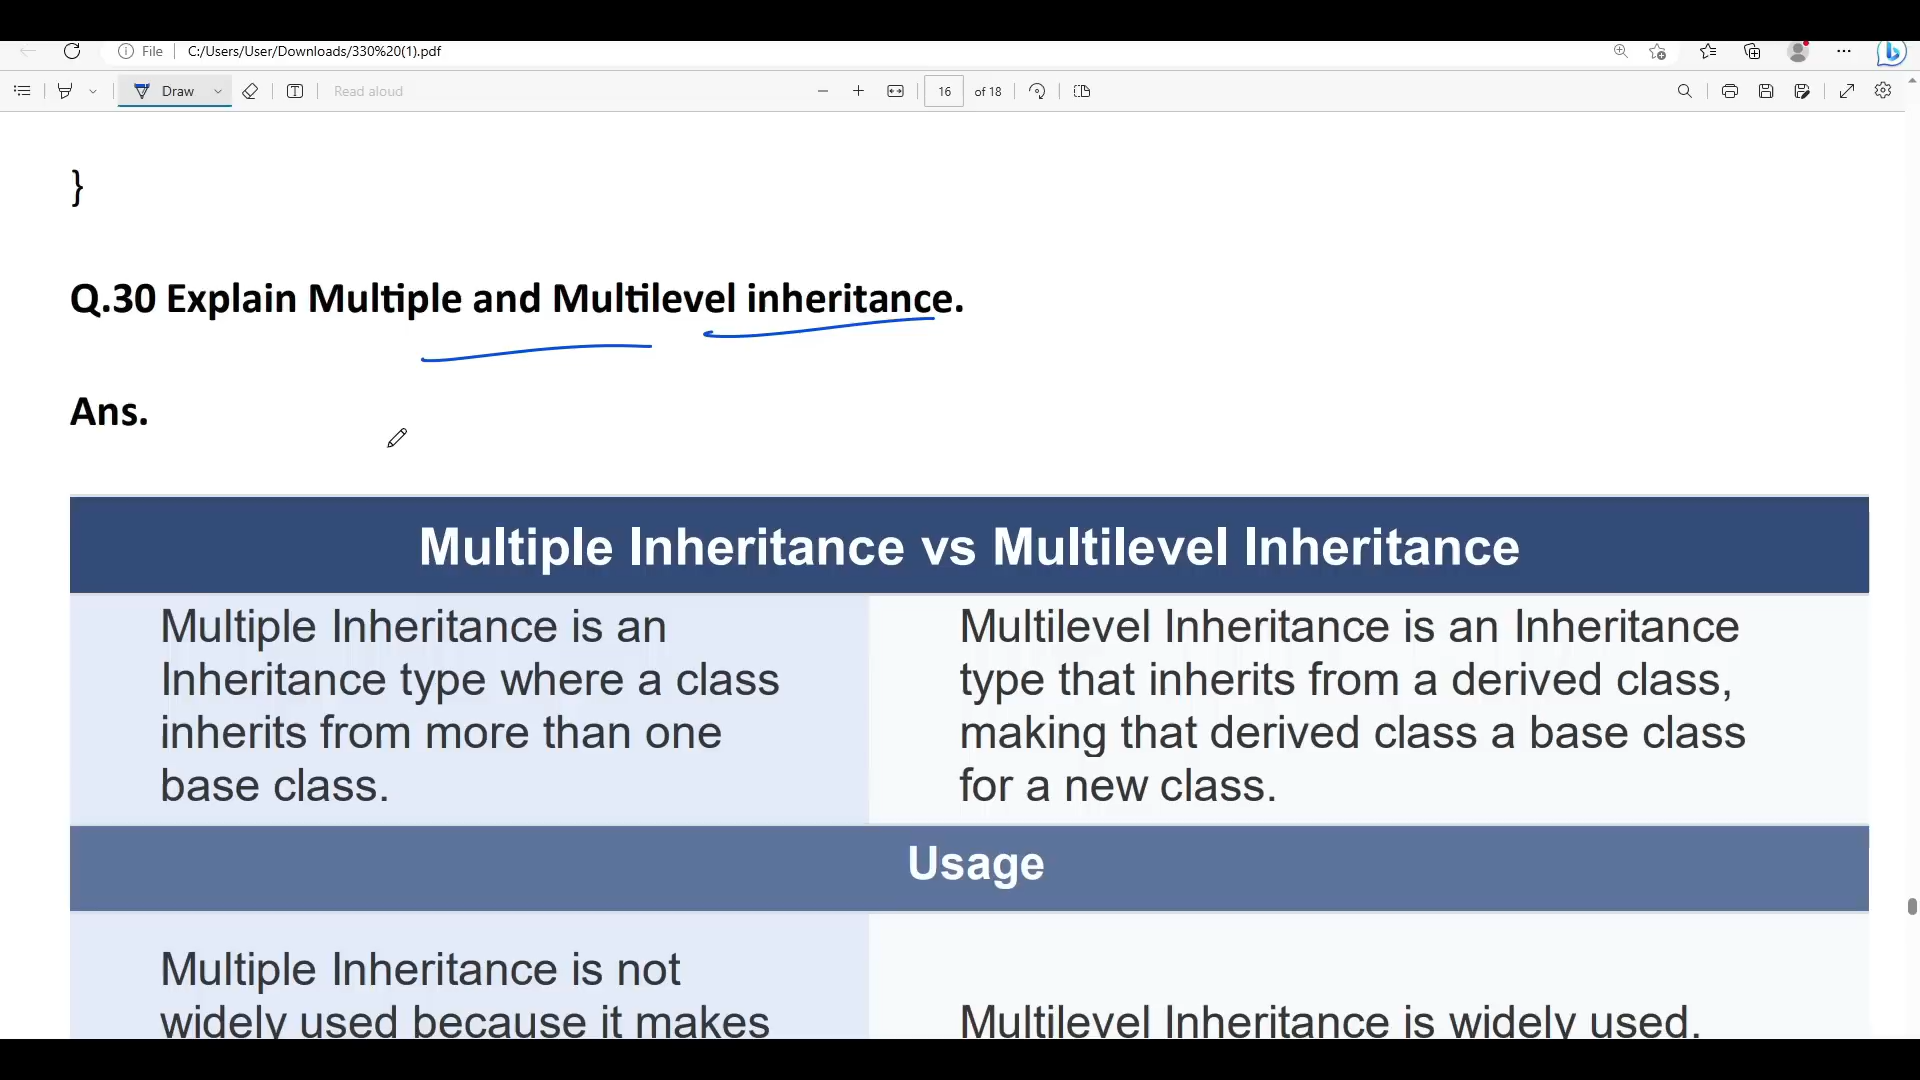 File
C:/Users/User/Downloads/330%20(1).pdf
Draw
Read aloud
16
of 18
}
Q.30 Explain Multiple and Multilevel inheritance.
Ans.
Multiple Inheritance vs Multilevel Inheritance
Multiple Inheritance is an
Inheritance type where a class
inherits from more than one
base class.
Multilevel Inheritance is an Inheritance
type that inherits from a derived class,
making that derived class a base class
for a new class.
Usage
Multiple Inheritance is not
widely used because it makes
Multilevel Inheritance is widely used.